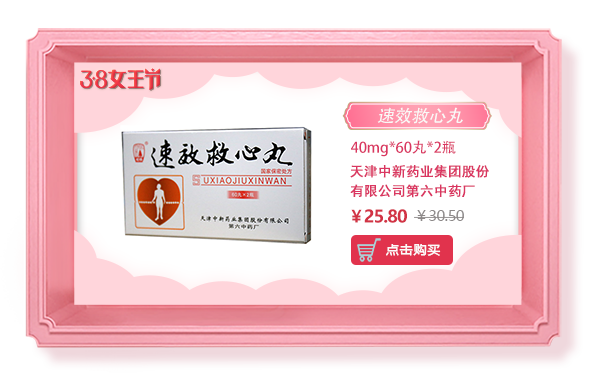 3.8女王节
速效救心丸
国家保密处方
SUXIAOJIUXINWAN
60丸×2瓶
天津中新药业集团股份有限公司
第六中药厂
速效救心丸
40mg*60丸*2瓶
天津中新药业集团股份
有限公司第六中药厂
¥25.80 ¥30.50
点击购买